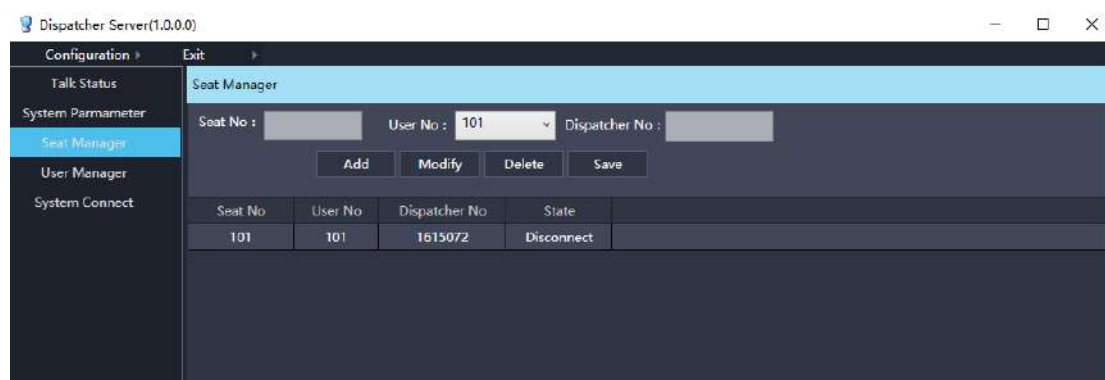 Dispatcher Server(1.0.0.0)
Configuration Exit
Talk Status
System Parmameter
Seat Manager
User Manager
System Connect
Seat Manager
Seat No : User No : 101 Dispatcher No :
Add Modify Delete Save
Seat No User No Dispatcher No State
101 101 1615072 Disconnect